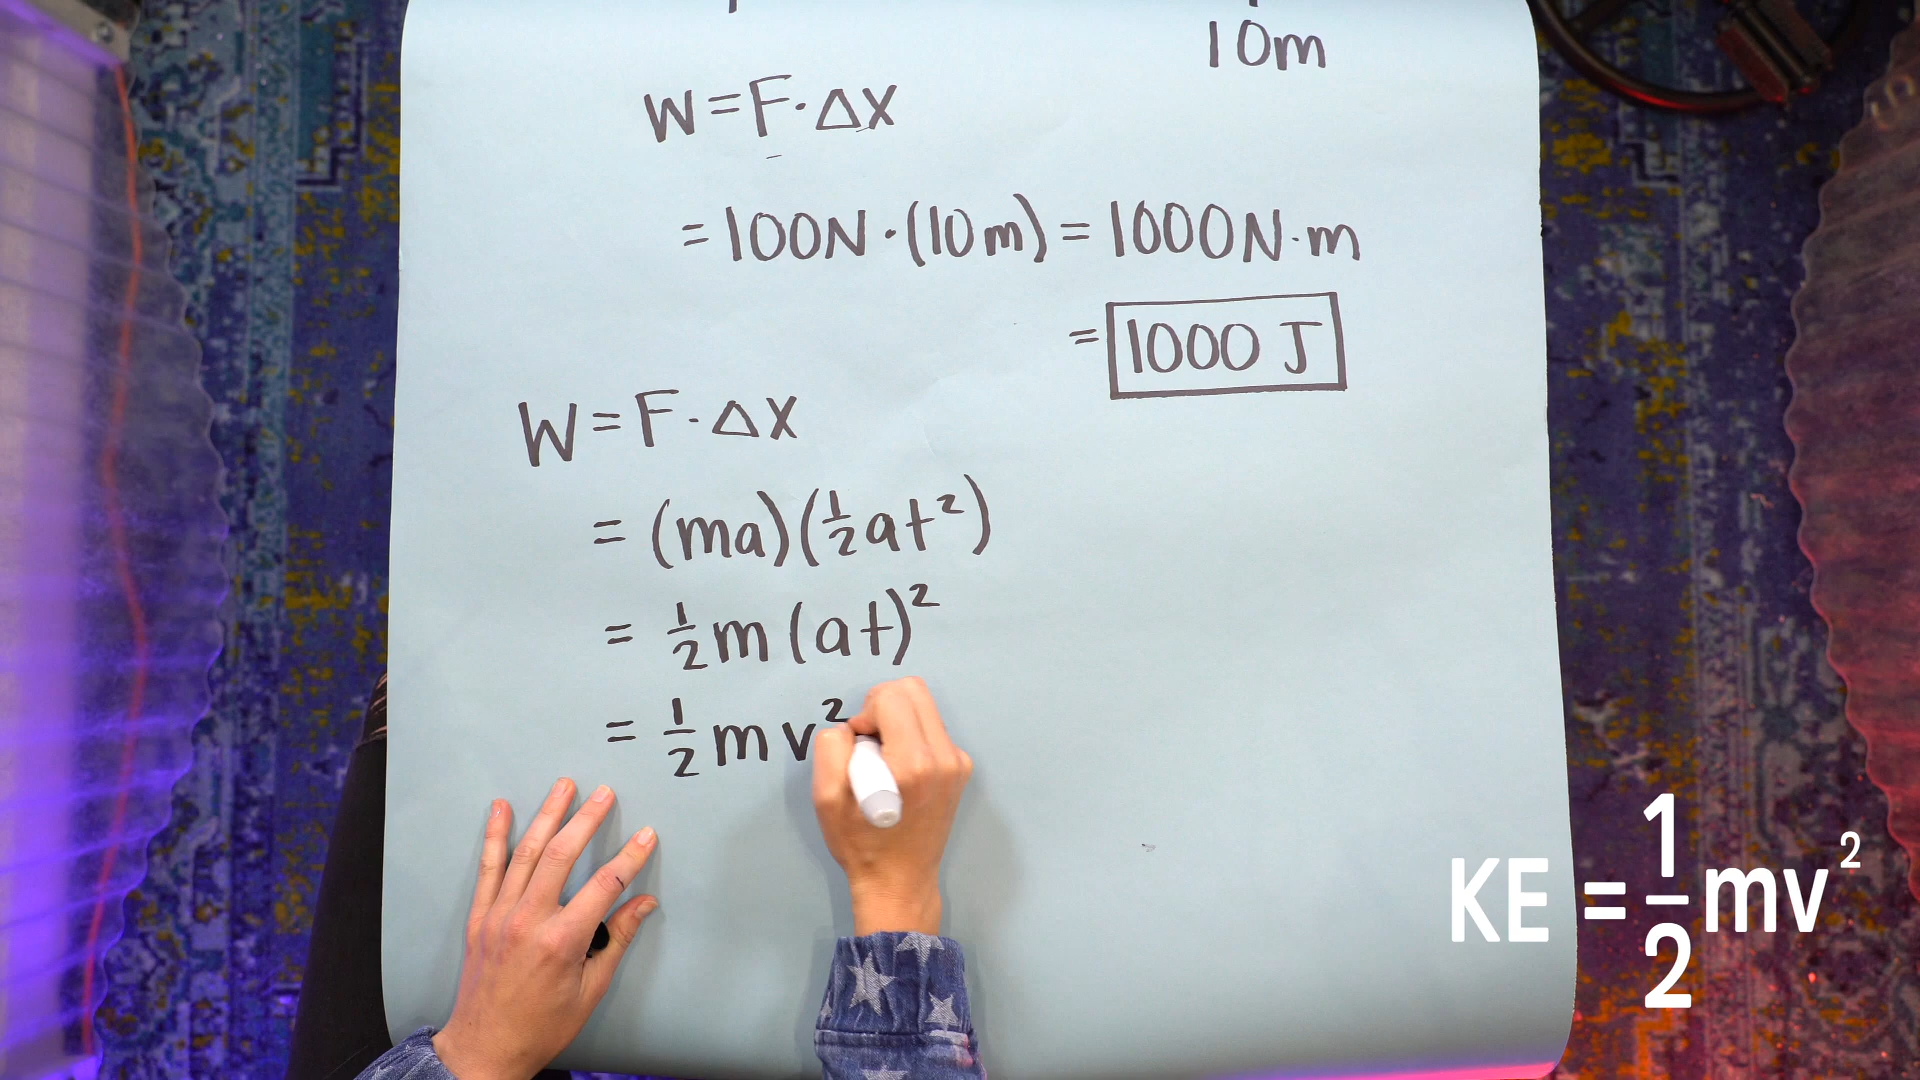 10m
W=F·ΔX
=100N·(10m)=1000N·m
=1000 J
W=F·ΔX
=(ma)(½at²)
=½m(at)²
=½mv²
KE=½mv²